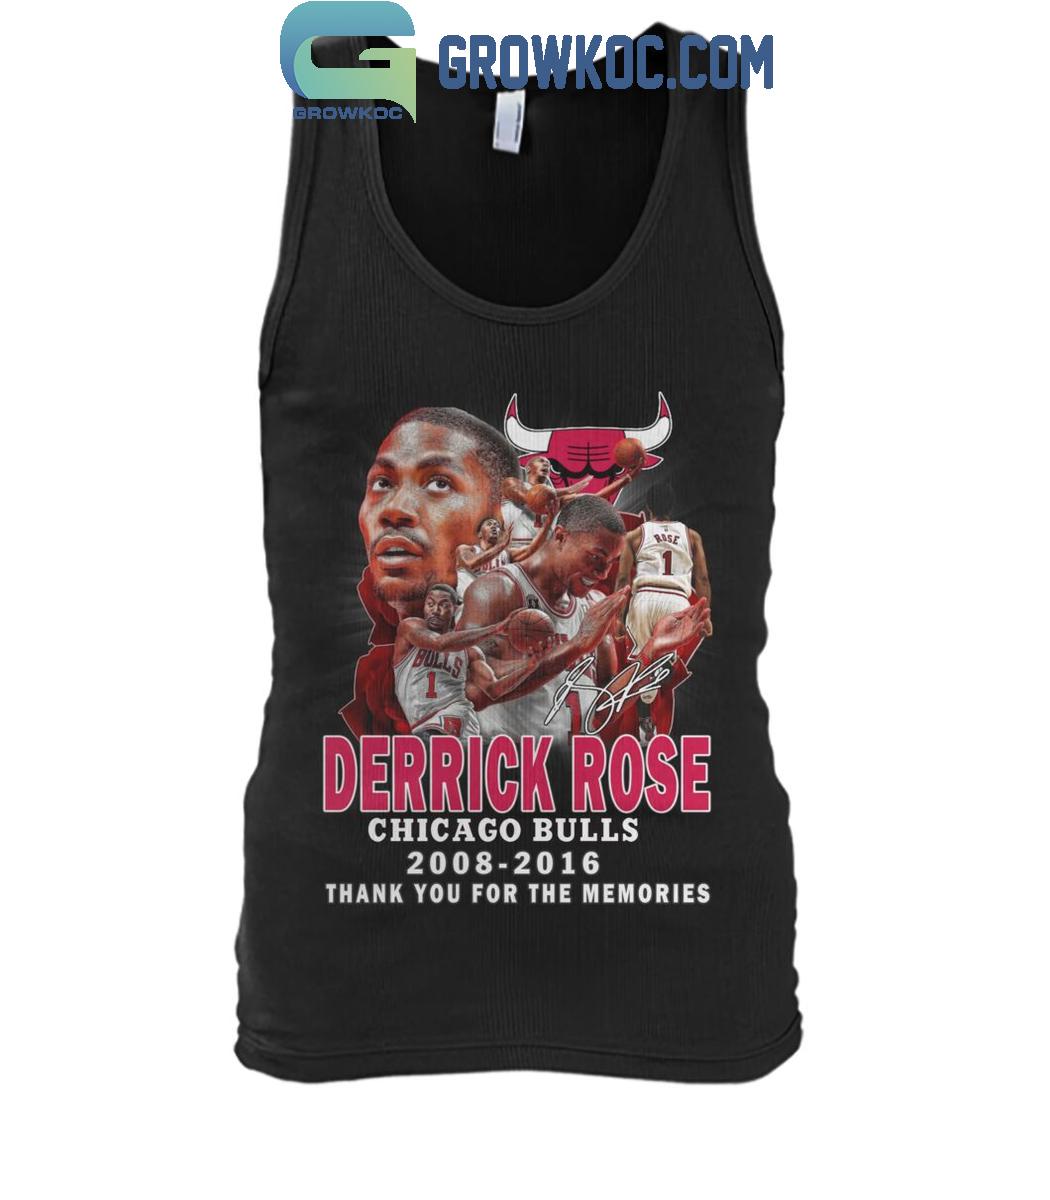 GROWKOC.COM
GROWKOC
ROSE
1
BULLS
1
DERRICK ROSE
CHICAGO BULLS
2008-2016
THANK YOU FOR THE MEMORIES